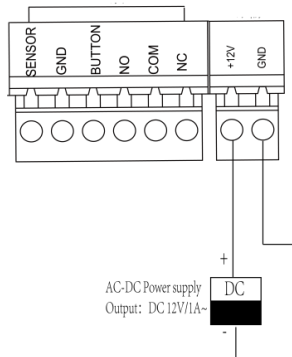 SENSOR
GND
BUTTON
NO
COM
NC
+12V
GND
+
AC-DC Power supply
Output: DC 12V/1A~
DC
-